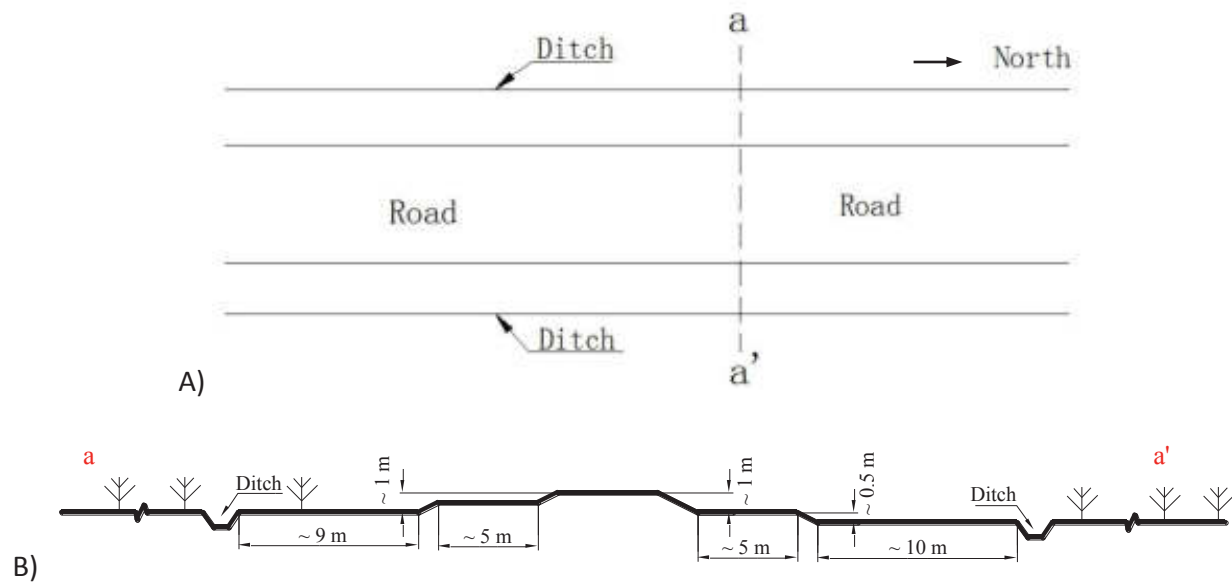 a
Ditch
North
Road
Road
Ditch
a'
A)
a
a'
Ditch
~ 1 m
~ 1 m
~ 0.5 m
Ditch
~ 9 m
~ 5 m
~ 5 m
~ 10 m
B)